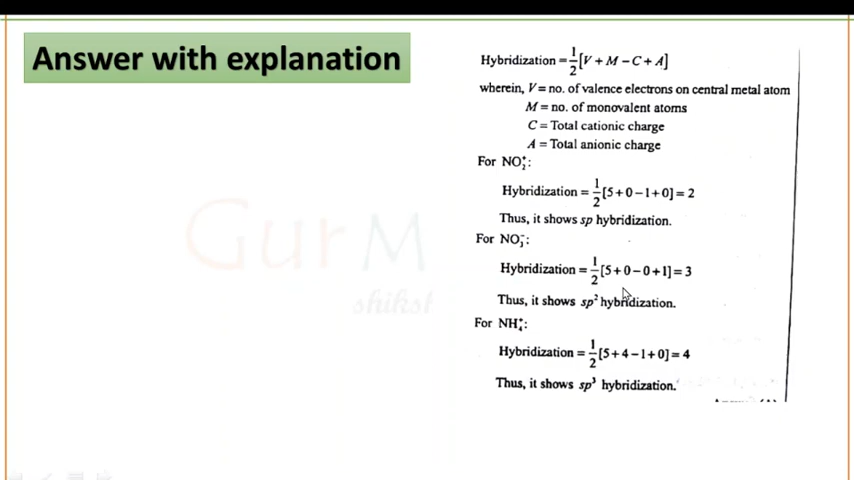 Answer with explanation
Hybridization = 1/2 [V + M − C + A]
wherein, V = no. of valence electrons on central metal atom
M = no. of monovalent atoms
C = Total cationic charge
A = Total anionic charge
For NO₂⁺:
Hybridization = 1/2 [5 + 0 − 1 + 0] = 2
Thus, it shows sp hybridization.
For NO₃⁻:
Hybridization = 1/2 [5 + 0 − 0 + 1] = 3
Thus, it shows sp² hybridization.
For NH₄⁺:
Hybridization = 1/2 [5 + 4 − 1 + 0] = 4
Thus, it shows sp³ hybridization.
Gur M
shiksh